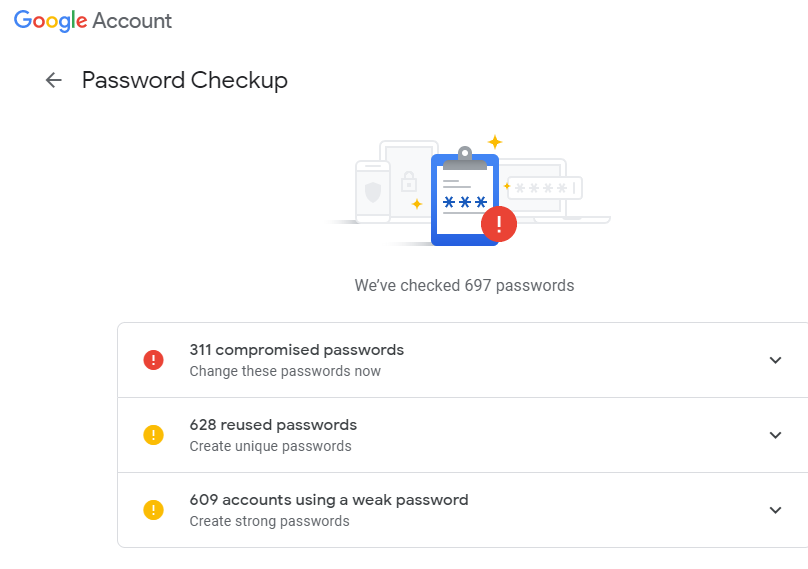 Google Account
Password Checkup
We've checked 697 passwords
311 compromised passwords
Change these passwords now
628 reused passwords
Create unique passwords
609 accounts using a weak password
Create strong passwords